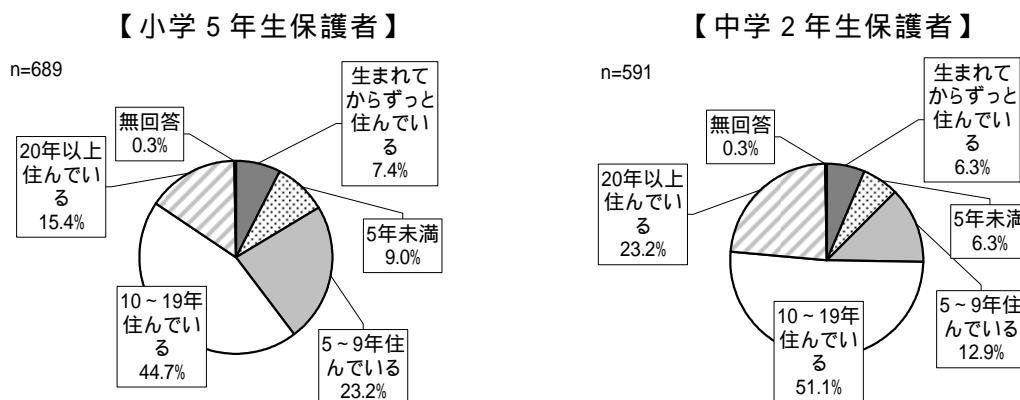 【小学5年生保護者】
n=689
生まれて
からずっと
住んでい
る
7.4%
無回答
0.3%
20年以上
住んでい
る
15.4%
5年未満
9.0%
10~19年
住んでい
る
44.7%
5~9年住
んでいる
23.2%
【中学2年生保護者】
n=591
生まれて
からずっと
住んでい
る
6.3%
無回答
0.3%
20年以上
住んでい
る
23.2%
5年未満
6.3%
5~9年住
んでいる
12.9%
10~19年
住んでい
る
51.1%